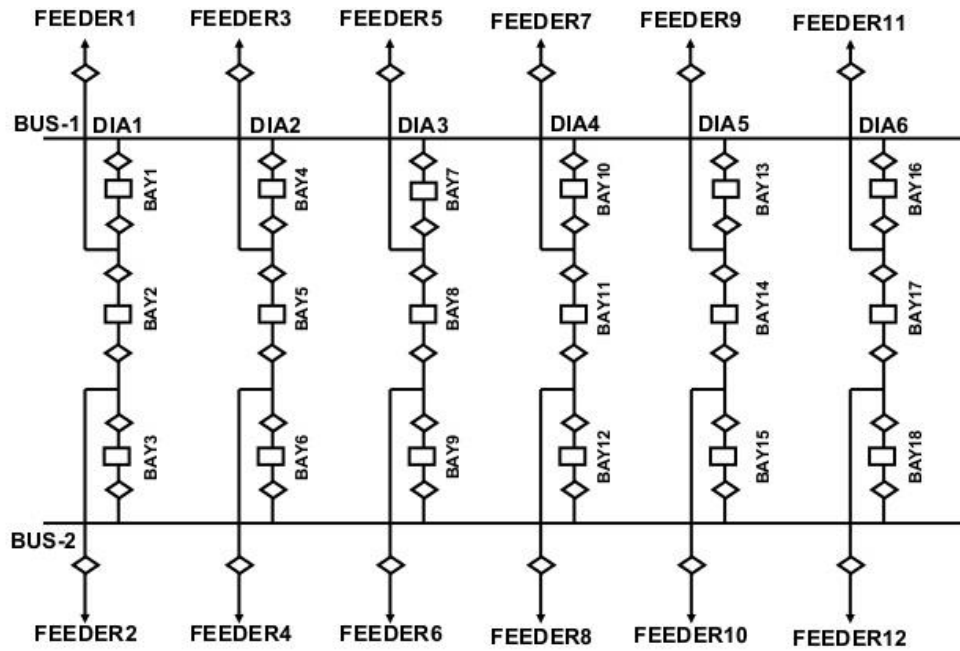 FEEDER1 FEEDER3 FEEDER5 FEEDER7 FEEDER9 FEEDER11
BUS-1 DIA1 DIA2 DIA3 DIA4 DIA5 DIA6
BAY1 BAY4 BAY7 BAY10 BAY13 BAY16
BAY2 BAY5 BAY8 BAY11 BAY14 BAY17
BAY3 BAY6 BAY9 BAY12 BAY15 BAY18
BUS-2
FEEDER2 FEEDER4 FEEDER6 FEEDER8 FEEDER10 FEEDER12